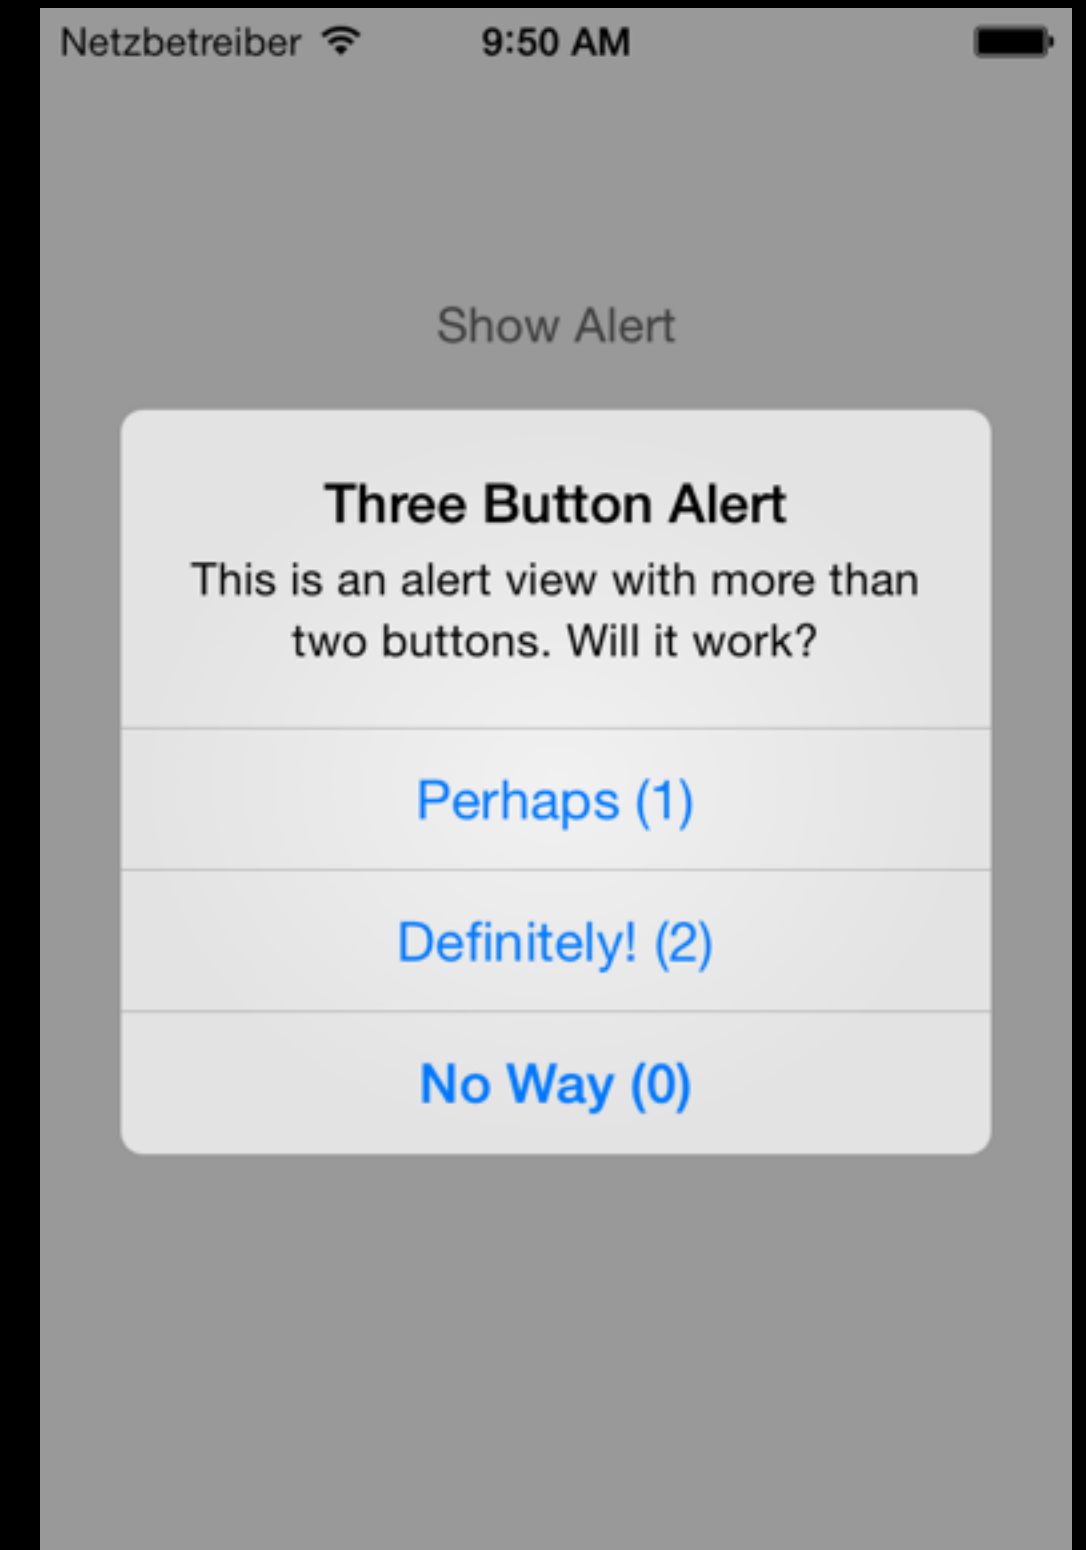 Netzbetreiber 9:50 AM
Show Alert
Three Button Alert
This is an alert view with more than
two buttons. Will it work?
Perhaps (1)
Definitely! (2)
No Way (0)